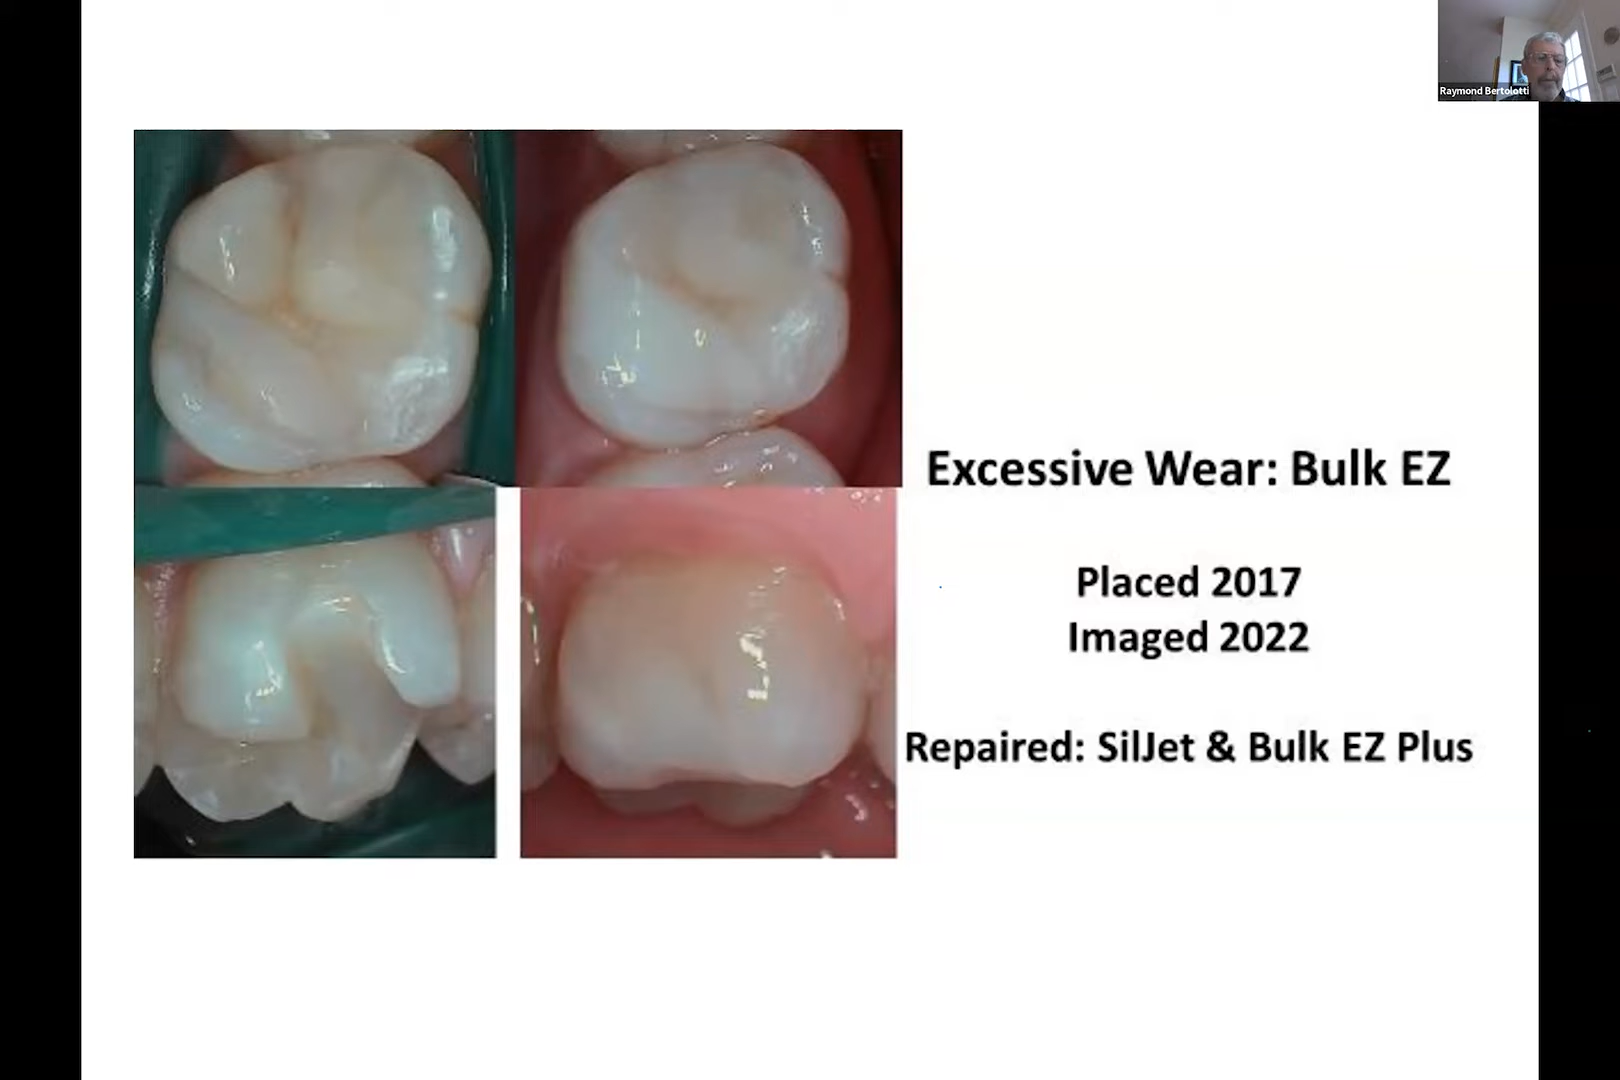 Raymond Bertolotti
Excessive Wear: Bulk EZ
Placed 2017
Imaged 2022
Repaired: SilJet & Bulk EZ Plus